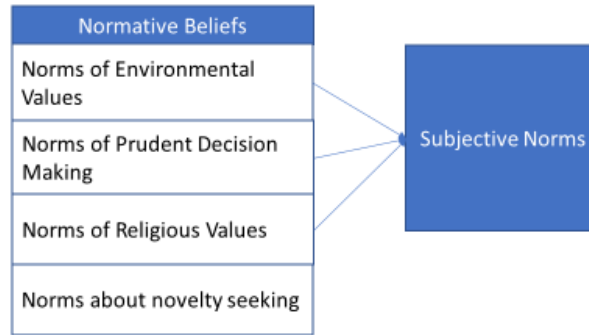 Normative Beliefs
Norms of Environmental
Values
Norms of Prudent Decision
Making
Norms of Religious Values
Norms about novelty seeking
Subjective Norms